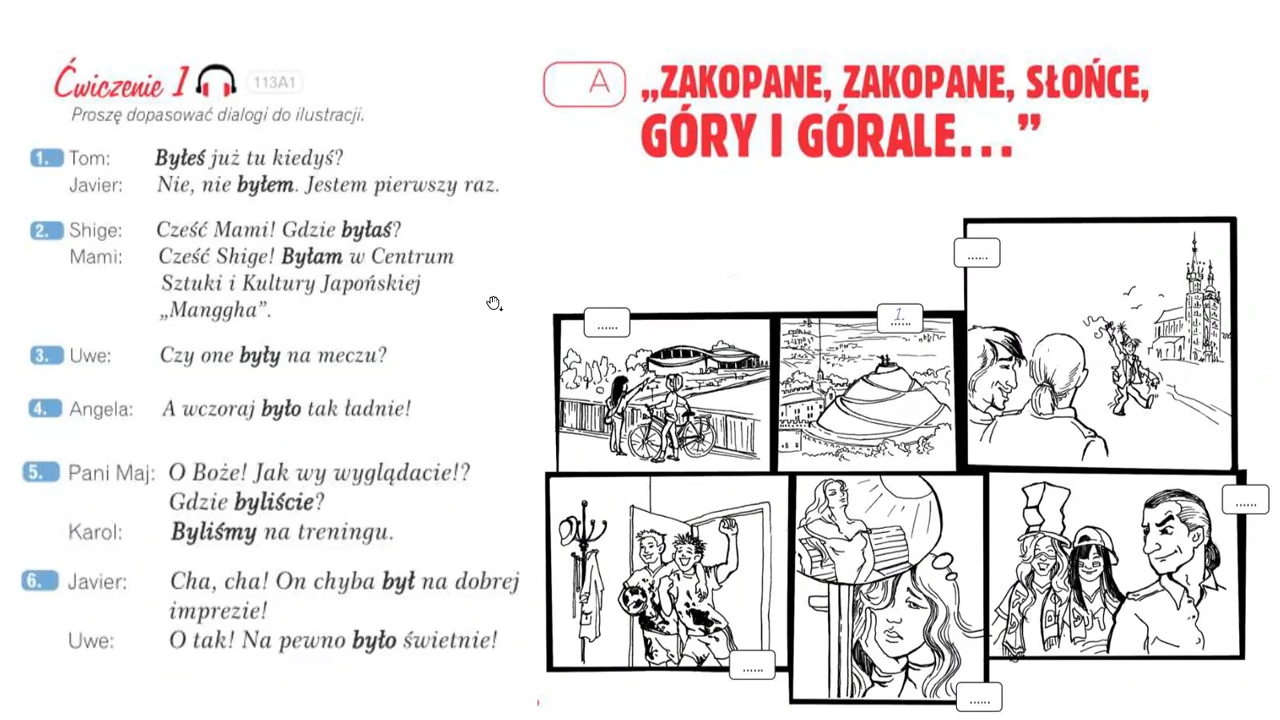 Ćwiczenie 1 113A1
Proszę dopasować dialogi do ilustracji.
1. Tom: Byłeś już tu kiedyś?
Javier: Nie, nie byłem. Jestem pierwszy raz.
2. Shige: Cześć Mami! Gdzie byłaś?
Mami: Cześć Shige! Byłam w Centrum
Sztuki i Kultury Japońskiej
„Manggha”.
3. Uwe: Czy one były na meczu?
4. Angela: A wczoraj było tak ładnie!
5. Pani Maj: O Boże! Jak wy wyglądacie!?
Gdzie byliście?
Karol: Byliśmy na treningu.
6. Javier: Cha, cha! On chyba był na dobrej
imprezie!
Uwe: O tak! Na pewno było świetnie!
A „ZAKOPANE, ZAKOPANE, SŁOŃCE,
GÓRY I GÓRALE...”
......
......
1.
......
......
......
......